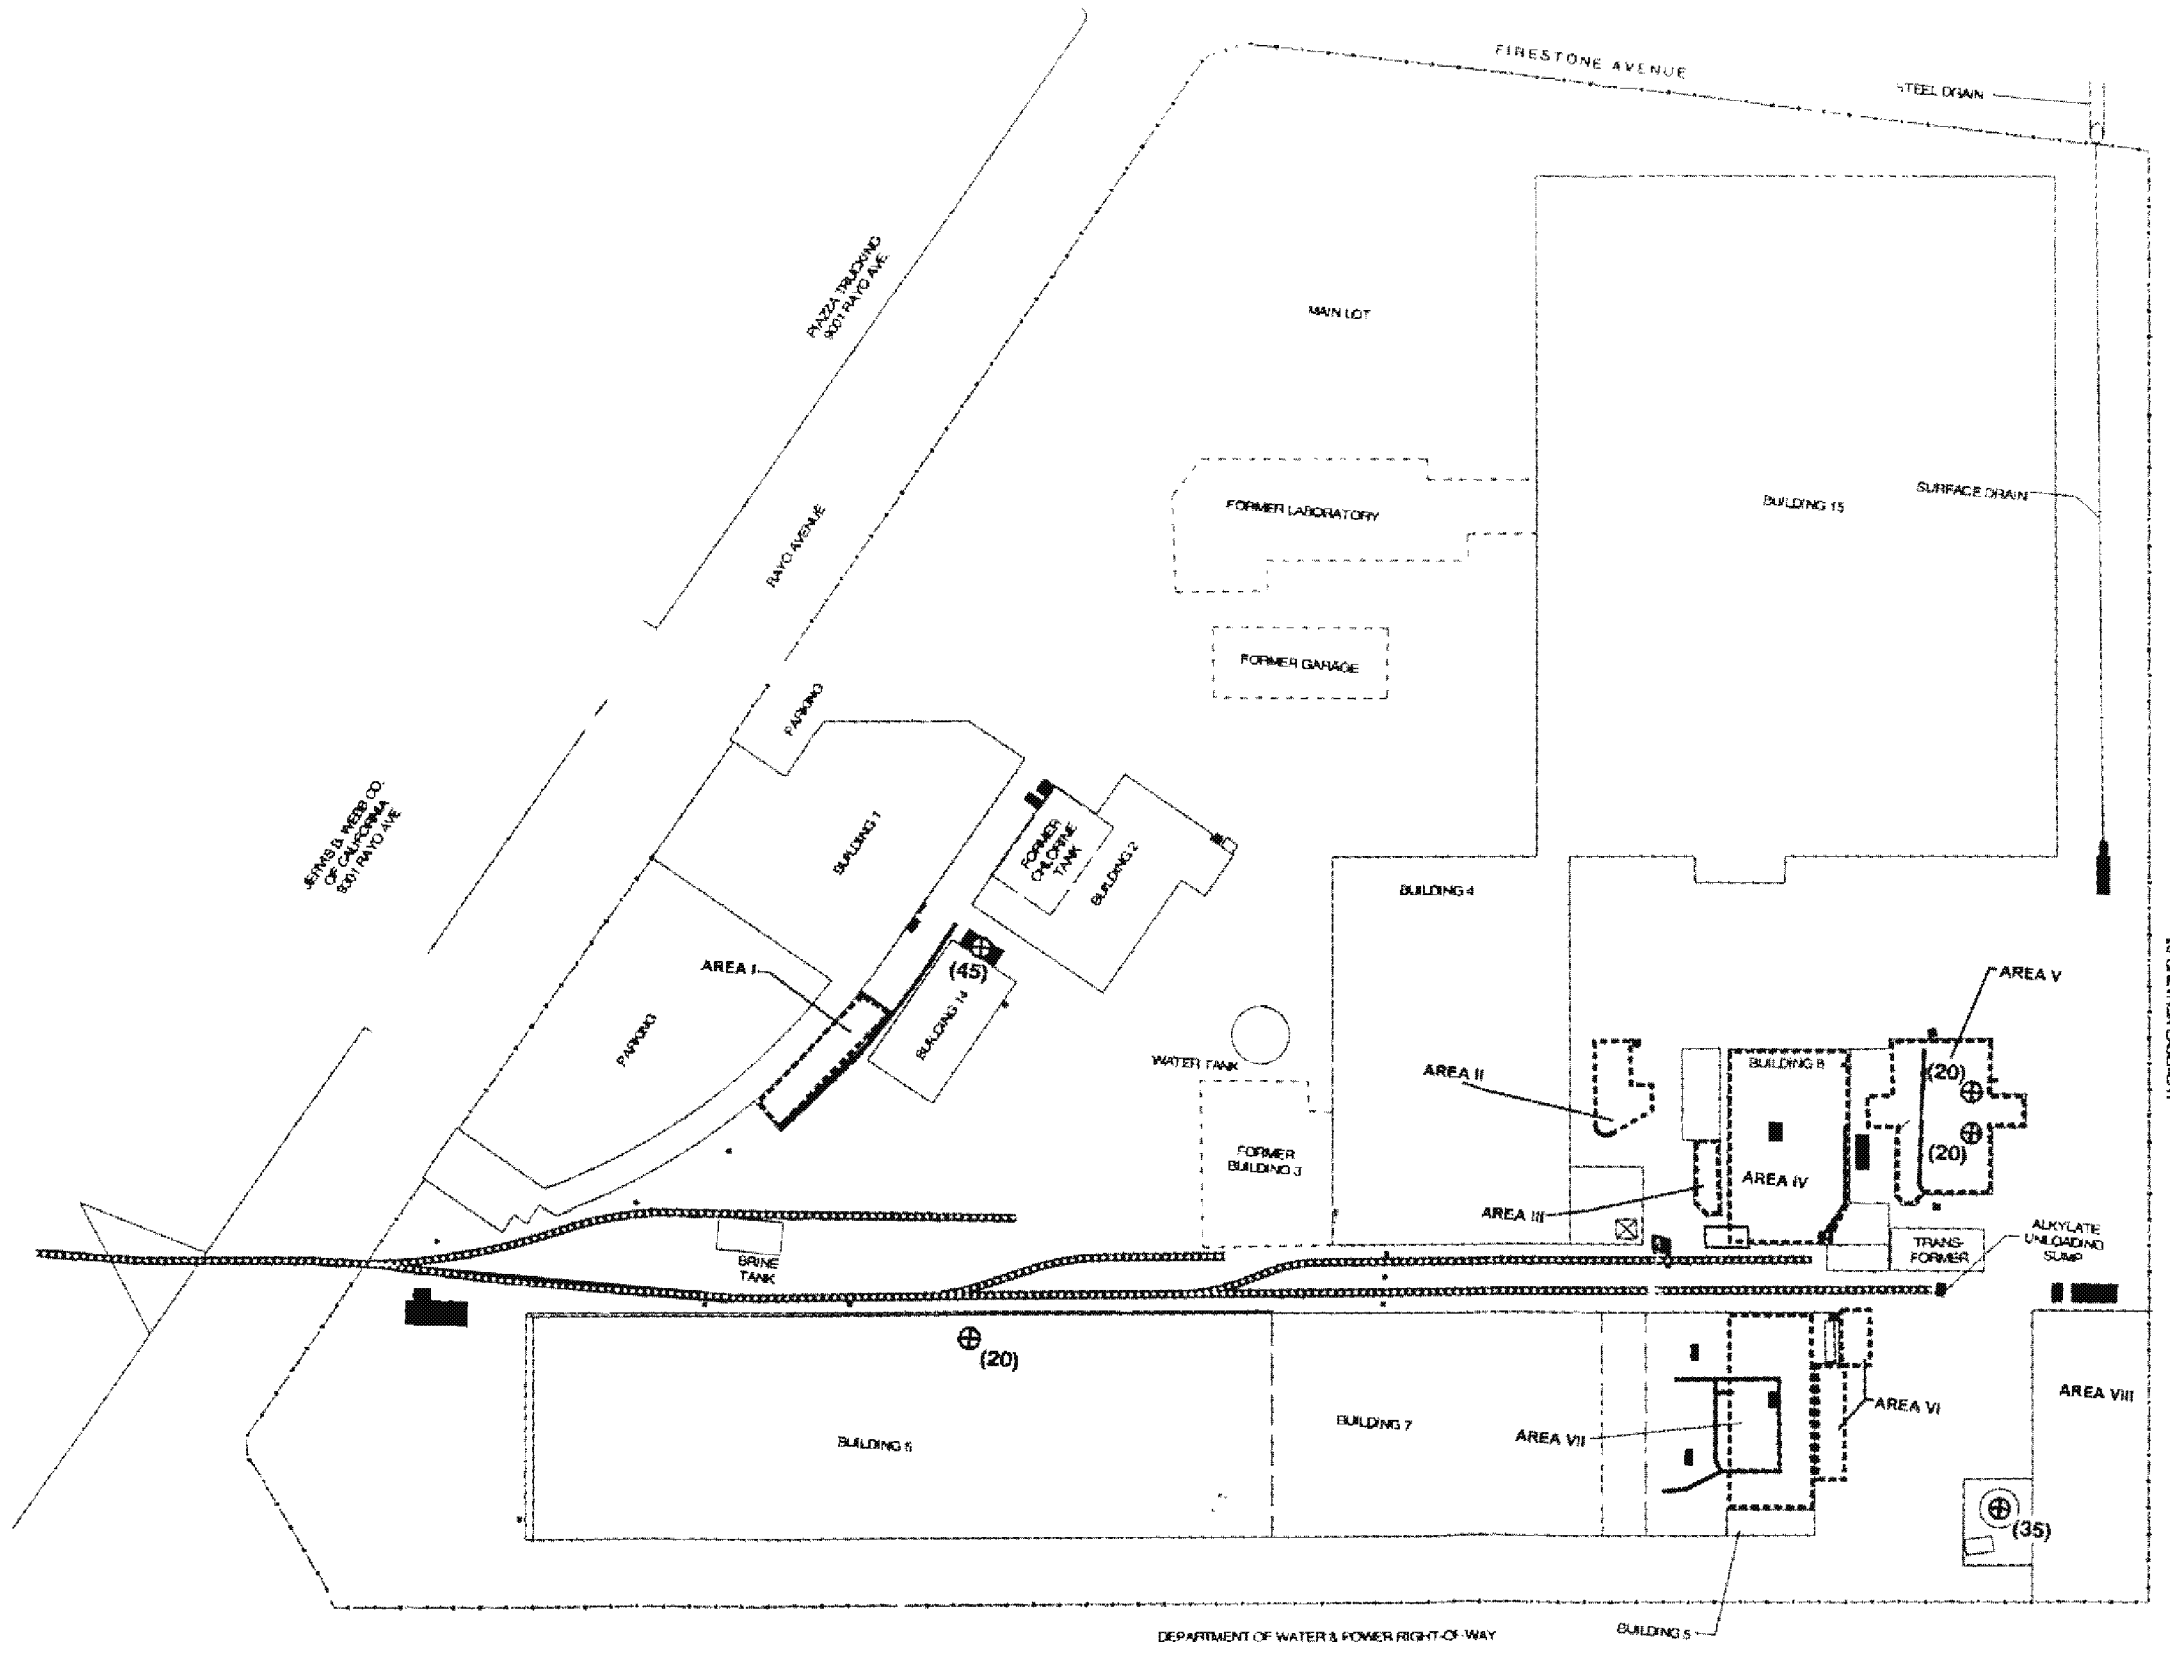 FIRESTONE AVENUE
STEEL DRAIN
PIAZZA TRUCKING
9001 RAYO AVE
MAIN LOT
RAYO AVENUE
FORMER LABORATORY
BUILDING 15
SURFACE DRAIN
FORMER GARAGE
PARKING
JERVIS B. WEBB CO.
OF CALIFORNIA
9301 RAYO AVE
BUILDING 1
FORMER
CHLORINE
TANK
BUILDING 2
BUILDING 4
AREA I
(45)
BUILDING 14
PARKING
AREA V
WATER TANK
AREA II
BUILDING 8
(20)
(20)
FORMER
BUILDING 3
AREA IV
AREA III
BRINE
TANK
TRANS-
FORMER
ALKYLATE
UNLOADING
SUMP
(20)
BUILDING 6
BUILDING 7
AREA VII
AREA VI
AREA VIII
(35)
BUILDING 5
DEPARTMENT OF WATER & POWER RIGHT-OF-WAY